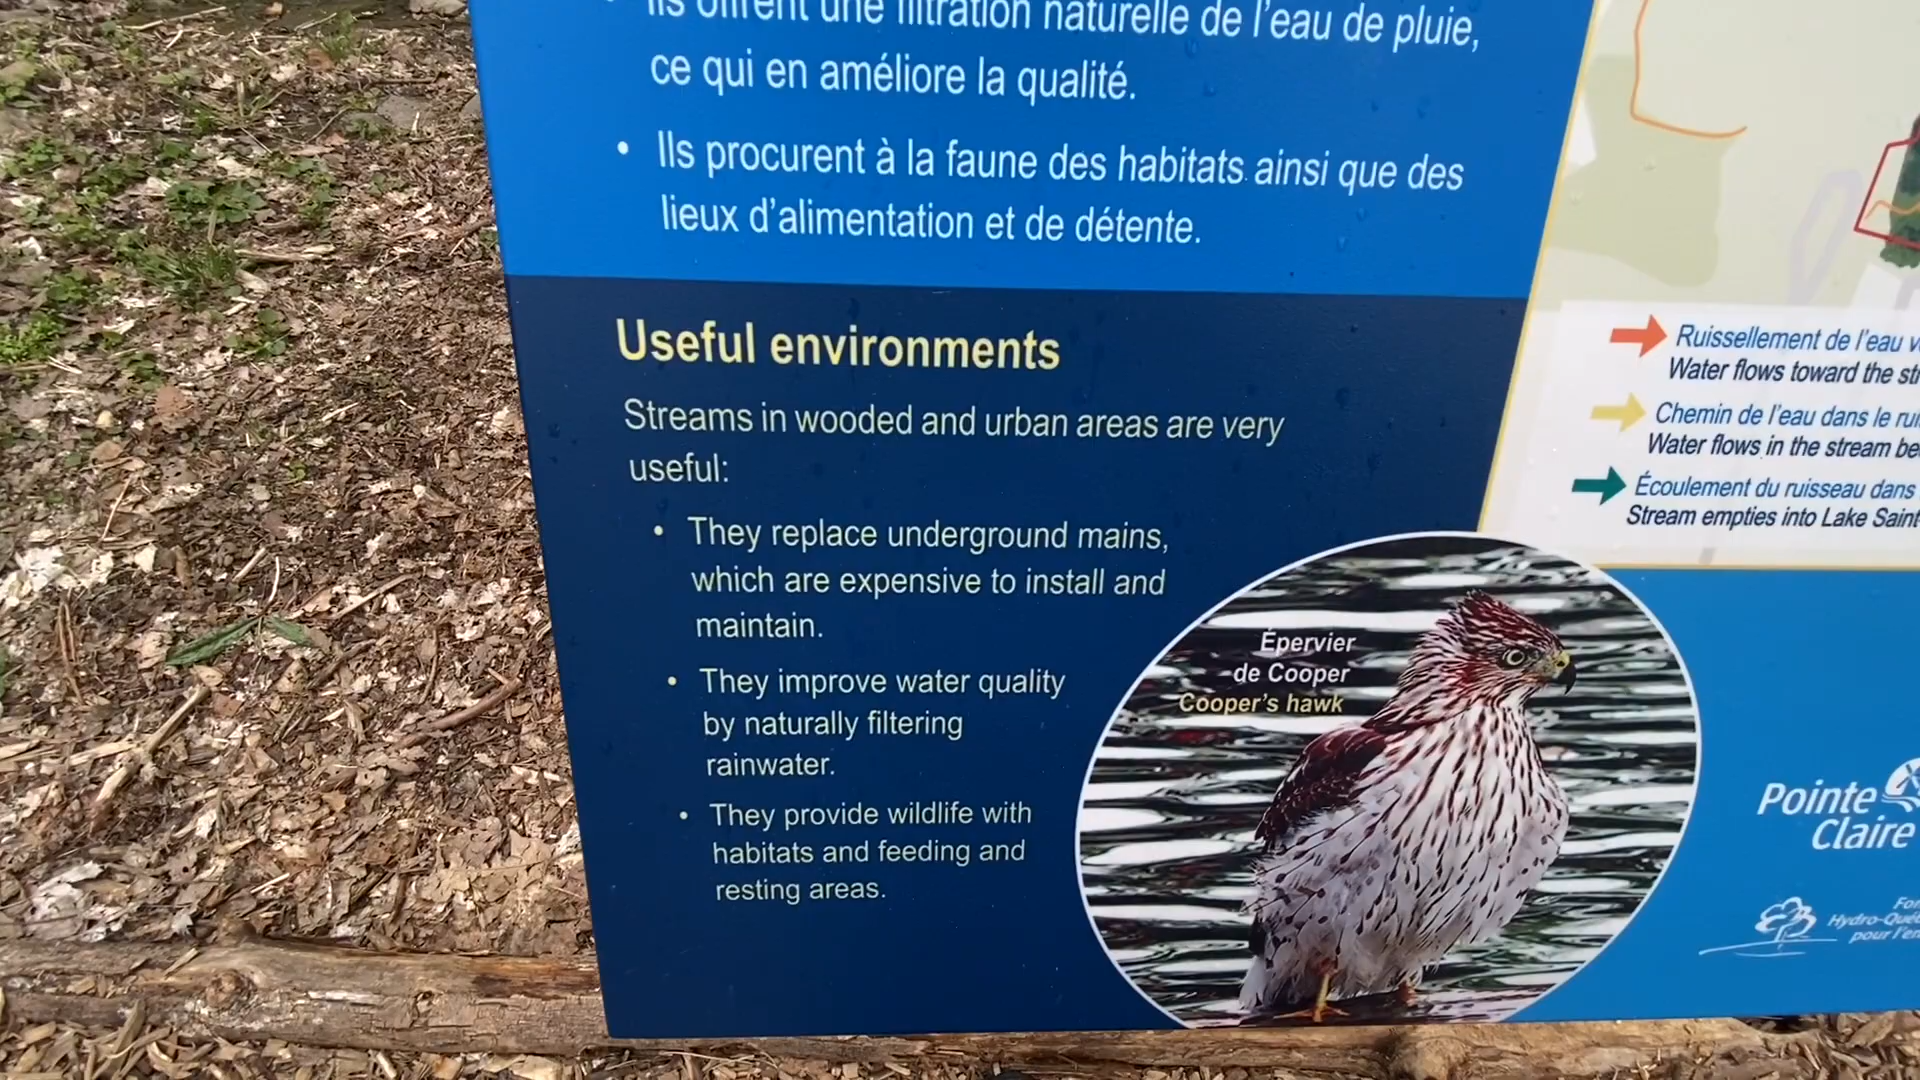 Ils offrent une filtration naturelle de l'eau de pluie,
ce qui en améliore la qualité.
• Ils procurent à la faune des habitats ainsi que des
lieux d'alimentation et de détente.
Useful environments
Streams in wooded and urban areas are very
useful:
• They replace underground mains,
which are expensive to install and
maintain.
• They improve water quality
by naturally filtering
rainwater.
• They provide wildlife with
habitats and feeding and
resting areas.
Épervier
de Cooper
Cooper's hawk
Ruissellement de l'eau
Water flows toward the
Chemin de l'eau dans le
Water flows in the stream
Écoulement du ruisseau dans
Stream empties into Lake Saint
Pointe
Claire
Hydro-Qué
pour l'en